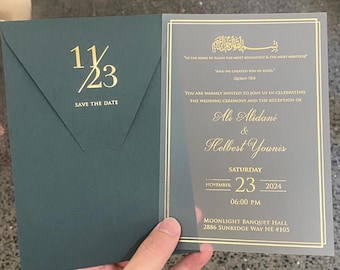 11/23
SAVE THE DATE
"IN THE NAME OF ALLAH THE MOST BENEFICENT & THE MOST MERCIFUL"
"AND WE CREATED YOU IN PAIRS,"
QURAN 78:8
YOU ARE WARMLY INVITED TO JOIN US IN CELEBRATING
THE WEDDING CEREMONY AND THE RECEPTION OF
Ali Alidani
&
Helbest Younis
SATURDAY
NOVEMBER 23 2024
06:00 PM
MOONLIGHT BANQUET HALL
2886 SUNRIDGE WAY NE #105